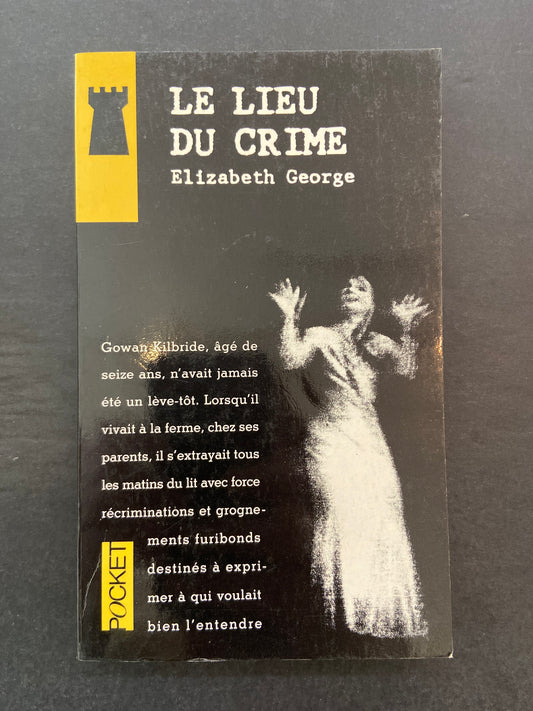 LE LIEU
DU CRIME
Elizabeth George
Gowan Kilbride, âgé de
seize ans, n'avait jamais
été un lève-tôt. Lorsqu'il
vivait à la ferme, chez ses
parents, il s'extrayait tous
les matins du lit avec force
récriminations et grogne-
ments furibonds
destinés à expri-
mer à qui voulait
bien l'entendre
POCKET